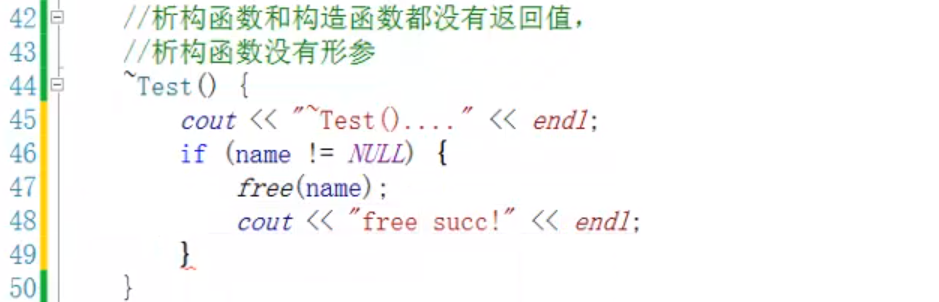 42 //析构函数和构造函数都没有返回值，
43 //析构函数没有形参
44 ~Test() {
45 cout << "~Test()...." << endl;
46 if (name != NULL) {
47 free(name);
48 cout << "free succ!" << endl;
49 }
50 }